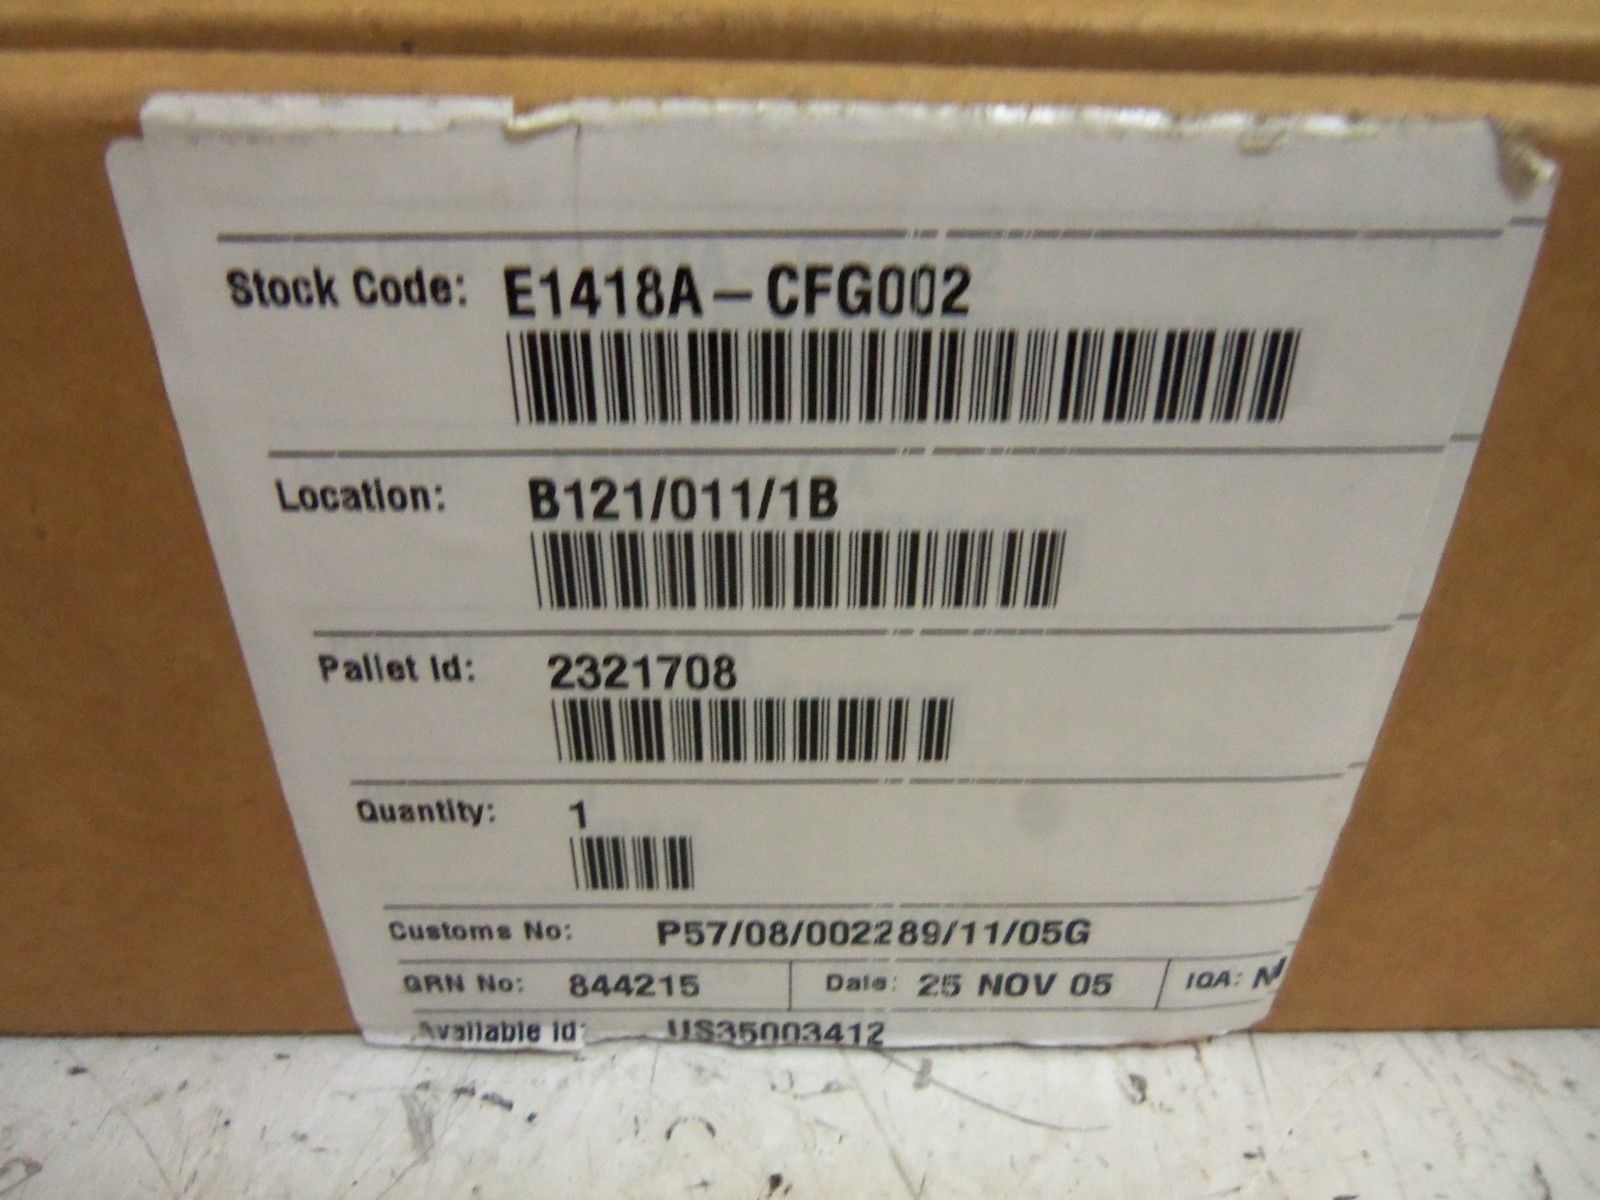 Stock Code: E1418A-CFG002
Location: B121/011/1B
Pallet Id: 2321708
Quantity: 1
Customs No: P57/08/002289/11/05G
GRN No: 844215 Date: 25 NOV 05 IQA: N
Available Id: US35003412